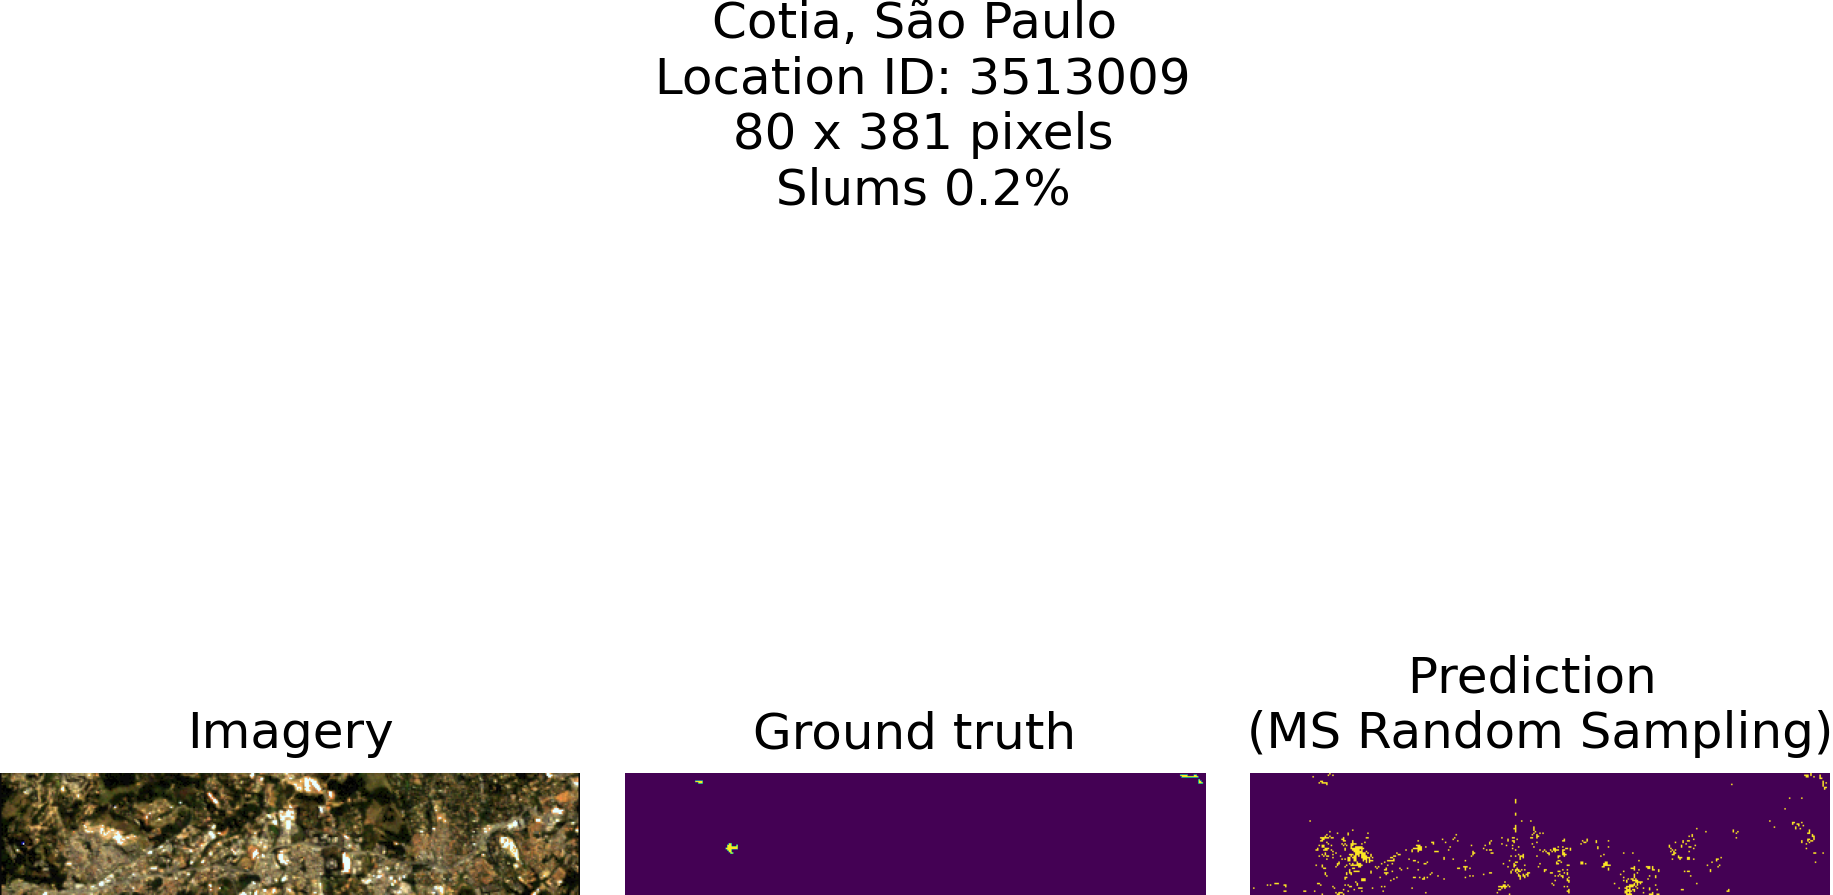 Cotia, São Paulo
Location ID: 3513009
80 x 381 pixels
Slums 0.2%
Imagery
Ground truth
Prediction
(MS Random Sampling)